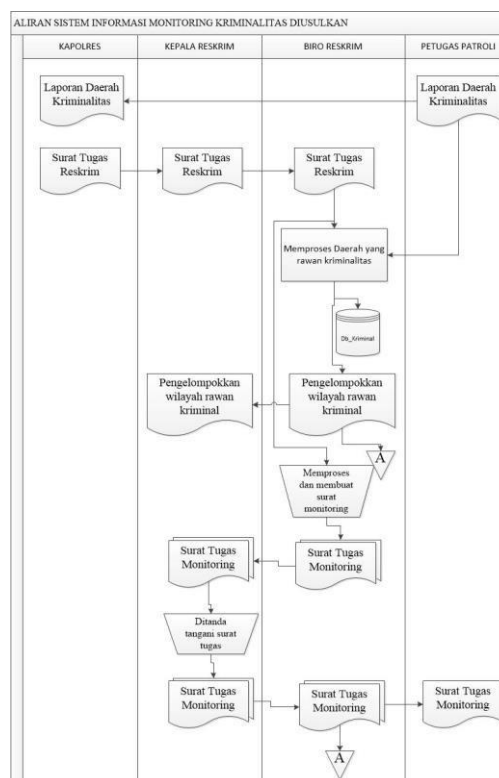 ALIRAN SISTEM INFORMASI MONITORING KRIMINALITAS DIUSULKAN
KAPOLRES
KEPALA RESKRIM
BIRO RESKRIM
PETUGAS PATROLI
Laporan Daerah
Kriminalitas
Laporan Daerah
Kriminalitas
Surat Tugas
Reskrim
Surat Tugas
Reskrim
Surat Tugas
Reskrim
Memproses Daerah yang
rawan kriminalitas
Db_Kriminal
Pengelompokkan
wilayah rawan
kriminal
Pengelompokkan
wilayah rawan
kriminal
A
Memproses
dan membuat
surat
monitoring
Surat Tugas
Monitoring
Surat Tugas
Monitoring
Ditanda
tangani surat
tugas
Surat Tugas
Monitoring
Surat Tugas
Monitoring
Surat Tugas
Monitoring
A